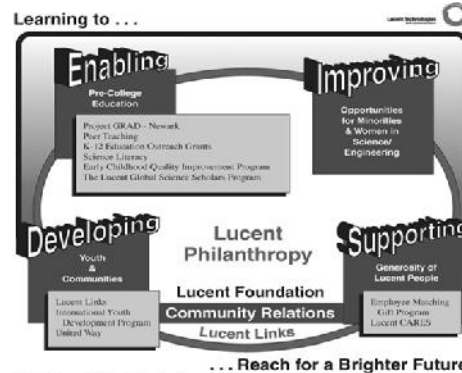 Learning to . . .
Lucent Technologies
Enabling
Pre-College
Education
Project GRAD - Newark
Peer Teaching
K-12 Education Outreach Grants
Science Literacy
Early Childhood Quality Improvement Program
The Lucent Global Science Scholars Program
Improving
Opportunities
for Minorities
& Women in
Science/
Engineering
Developing
Youth
&
Communities
Lucent Links
International Youth
Development Program
United Way
Lucent
Philanthropy
Lucent Foundation
Community Relations
Lucent Links
Supporting
Generosity of
Lucent People
Employee Matching
Gift Program
Lucent CARES
. . . Reach for a Brighter Future